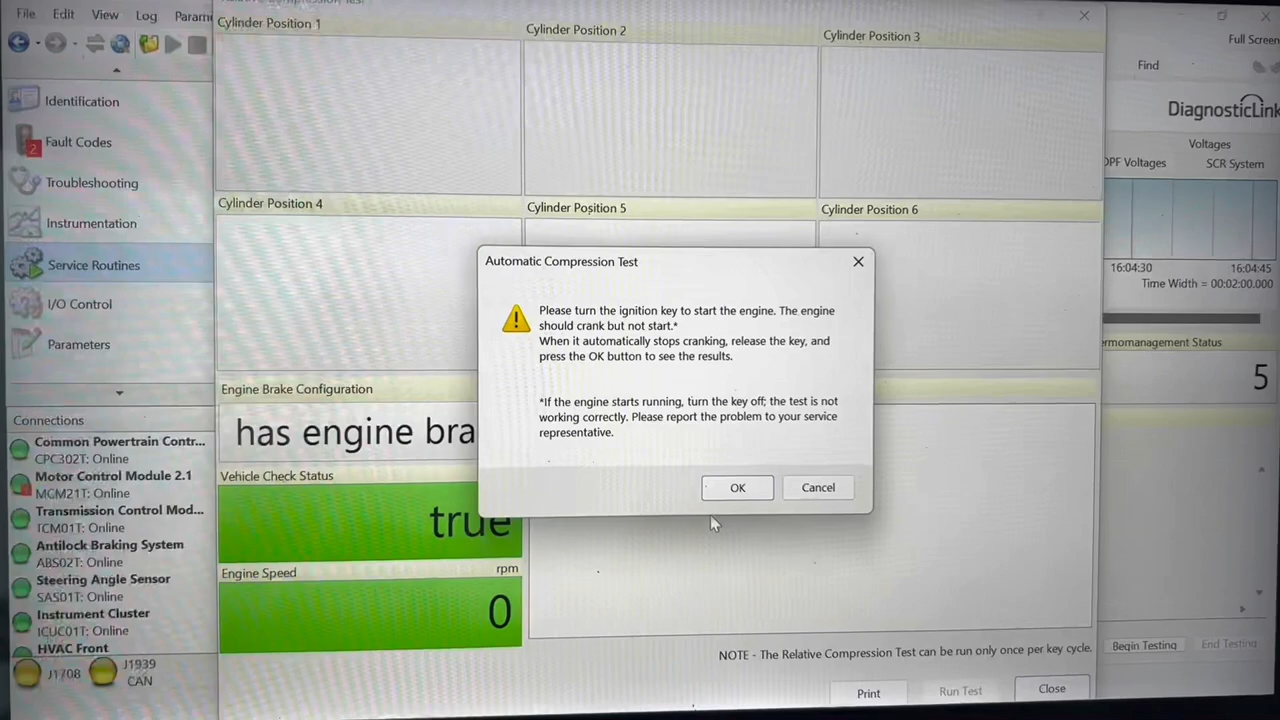 File Edit View Log
Cylinder Position 1
Cylinder Position 2
Cylinder Position 3
Full Screen
Find
Identification
2
Fault Codes
Troubleshooting
Instrumentation
Service Routines
I/O Control
Parameters
DiagnosticLink
Voltages
DPF Voltages
SCR System
16:04:30
16:04:45
Time Width = 00:02:00.000
Cylinder Position 4
Cylinder Position 5
Cylinder Position 6
Automatic Compression Test
Please turn the ignition key to start the engine. The engine
should crank but not start.*
When it automatically stops cranking, release the key, and
press the OK button to see the results.
*If the engine starts running, turn the key off; the test is not
working correctly. Please report the problem to your service
representative.
OK
Cancel
rmomanagement Status
5
Engine Brake Configuration
has engine bra
Vehicle Check Status
true
Engine Speed
rpm
0
Connections
Common Powertrain Contr...
CPC302T: Online
Motor Control Module 2.1
MCM21T: Online
Transmission Control Mod...
TCM01T: Online
Antilock Braking System
ABS02T: Online
Steering Angle Sensor
SAS01T: Online
Instrument Cluster
ICUC01T: Online
HVAC Front
J1708
J1939
CAN
NOTE - The Relative Compression Test can be run only once per key cycle.
Begin Testing
End Testing
Print
Run Test
Close